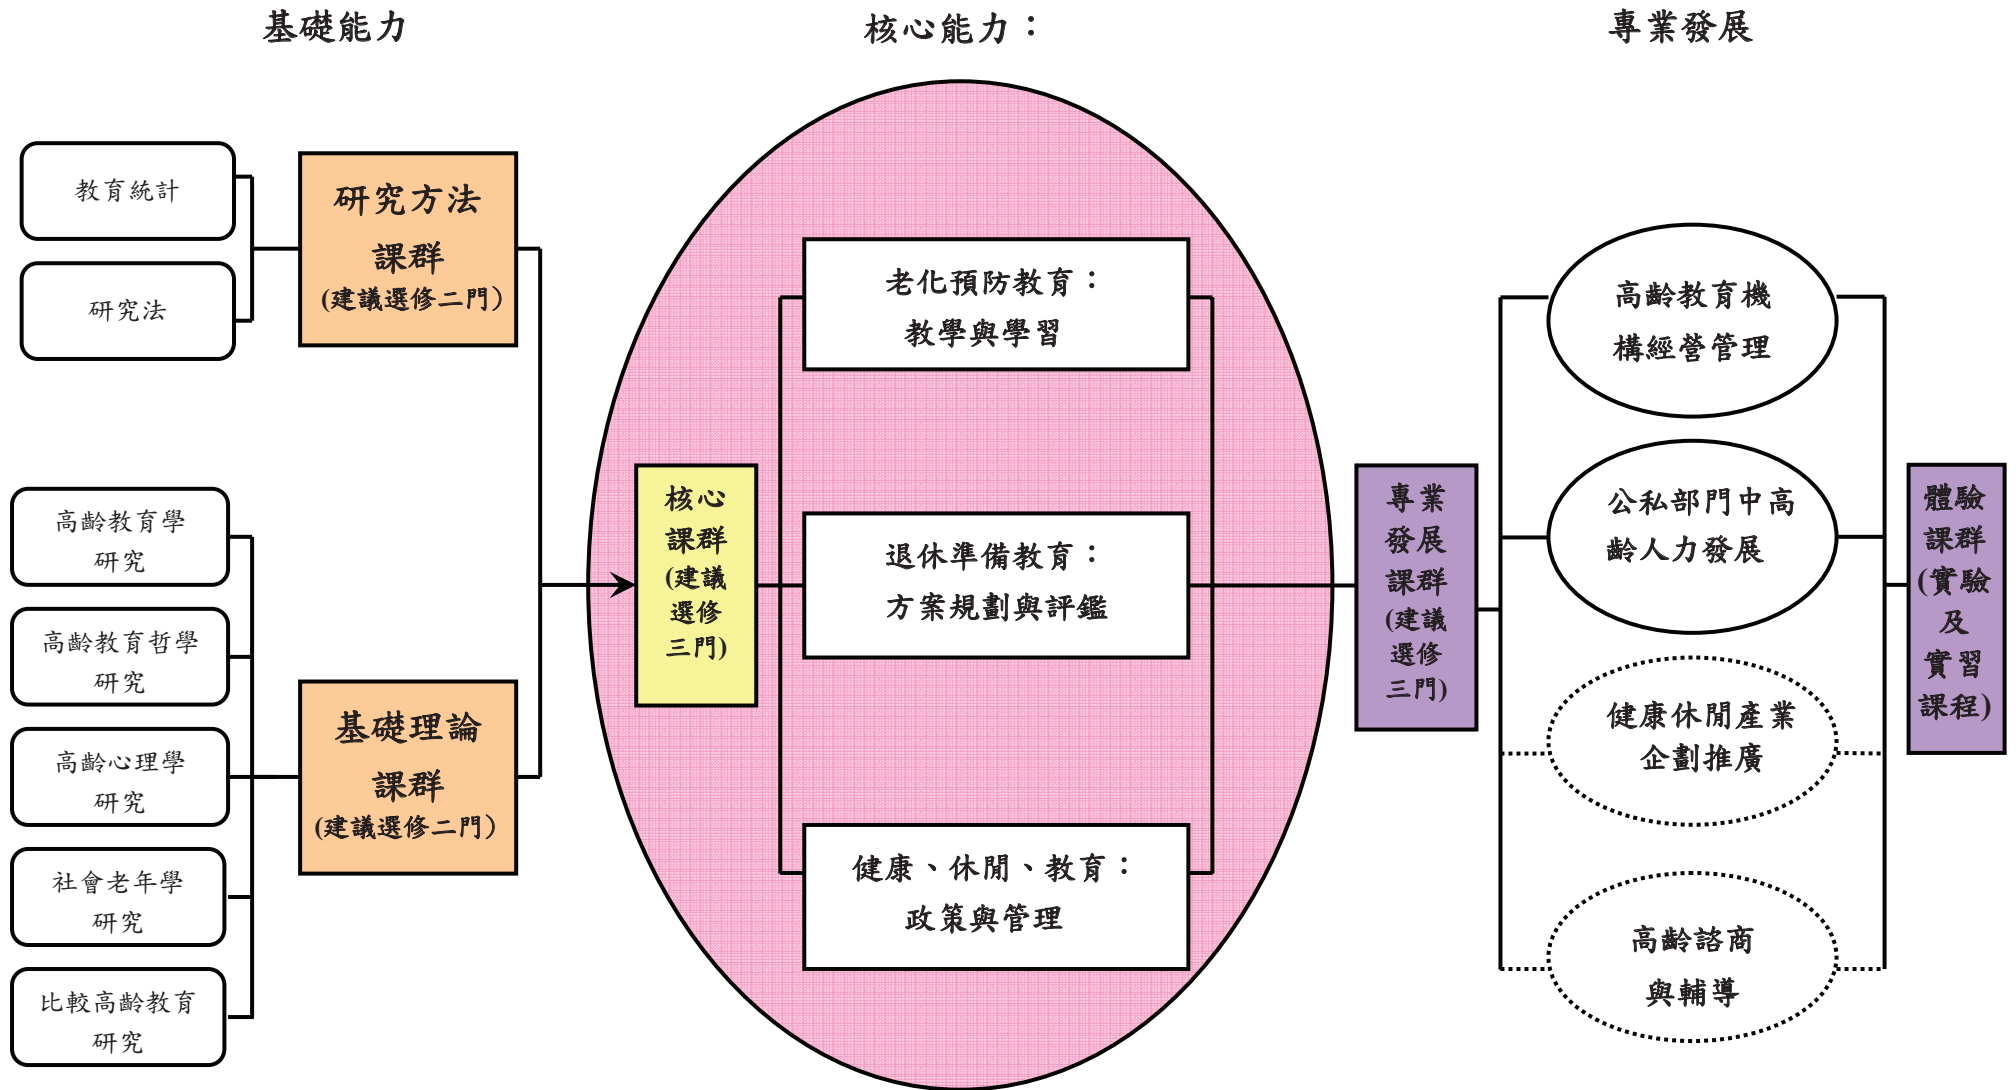 基礎能力
核心能力：
專業發展
教育統計
研究法
研究方法
課群
(建議選修二門)
高齡教育學
研究
高齡教育哲學
研究
高齡心理學
研究
社會老年學
研究
比較高齡教育
研究
基礎理論
課群
(建議選修二門)
核心
課群
(建議
選修
三門)
老化預防教育：
教學與學習
退休準備教育：
方案規劃與評鑑
健康、休閒、教育：
政策與管理
專業
發展
課群
(建議
選修
三門)
高齡教育機
構經營管理
公私部門中高
齡人力發展
健康休閒產業
企劃推廣
高齡諮商
與輔導
體驗
課群
(實驗
及
實習
課程)